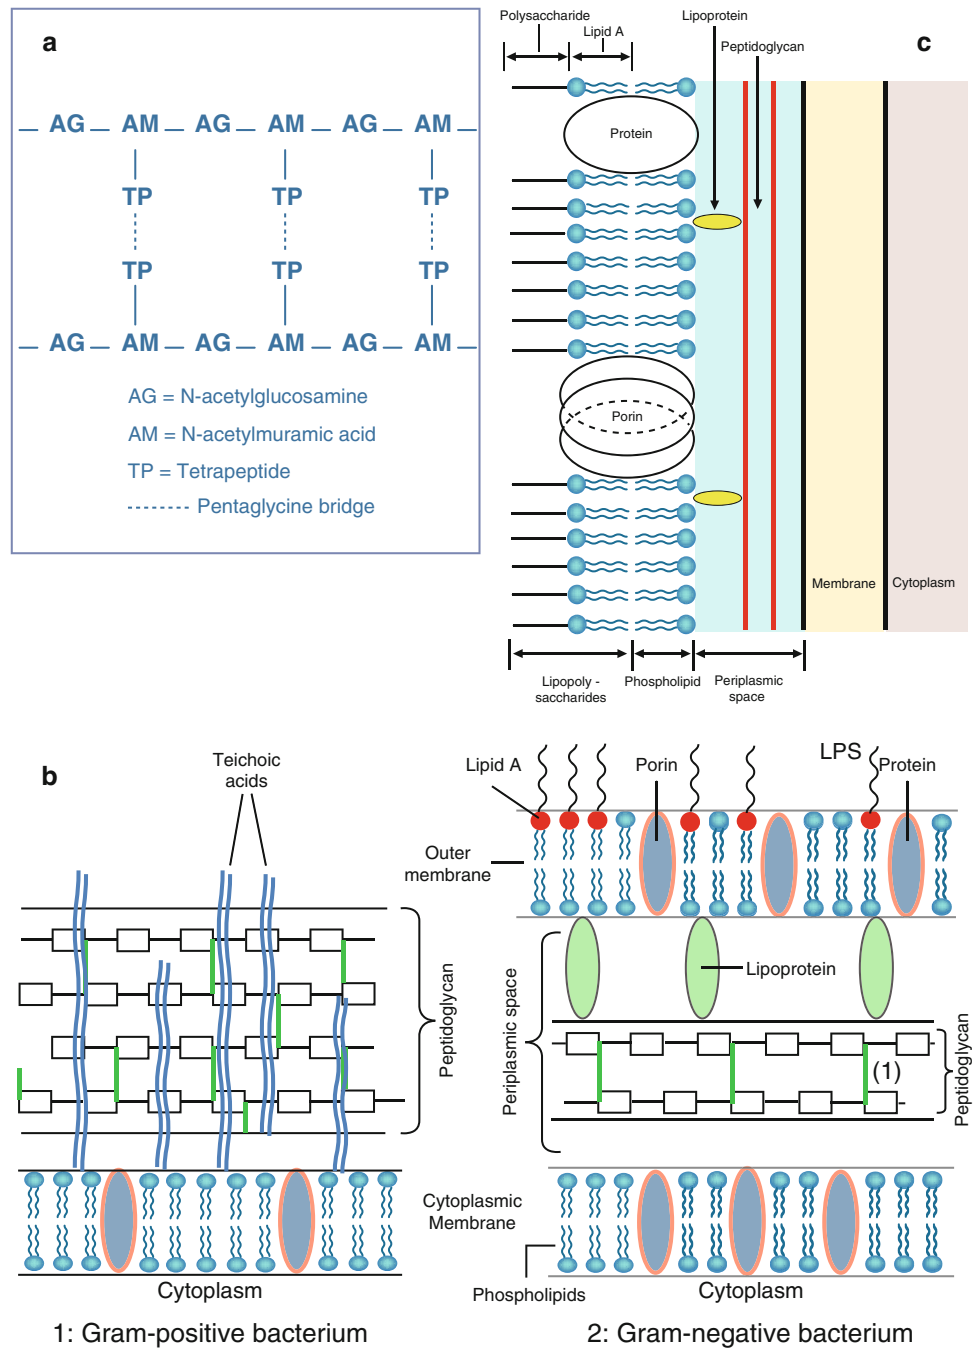 a
— AG — AM — AG — AM — AG — AM —
TP TP TP
TP TP TP
— AG — AM — AG — AM — AG — AM —
AG = N-acetylglucosamine
AM = N-acetylmuramic acid
TP = Tetrapeptide
------- Pentaglycine bridge
c
Polysaccharide
Lipid A
Lipoprotein
Peptidoglycan
Protein
Porin
Membrane
Cytoplasm
Lipopoly -
saccharides
Phospholipid
Periplasmic
space
b
Teichoic
acids
Peptidoglycan
Cytoplasm
1: Gram-positive bacterium
Lipid A
Porin
LPS
Protein
Outer
membrane
Lipoprotein
Periplasmic space
(1)
Peptidoglycan
Cytoplasmic
Membrane
Phospholipids
Cytoplasm
2: Gram-negative bacterium